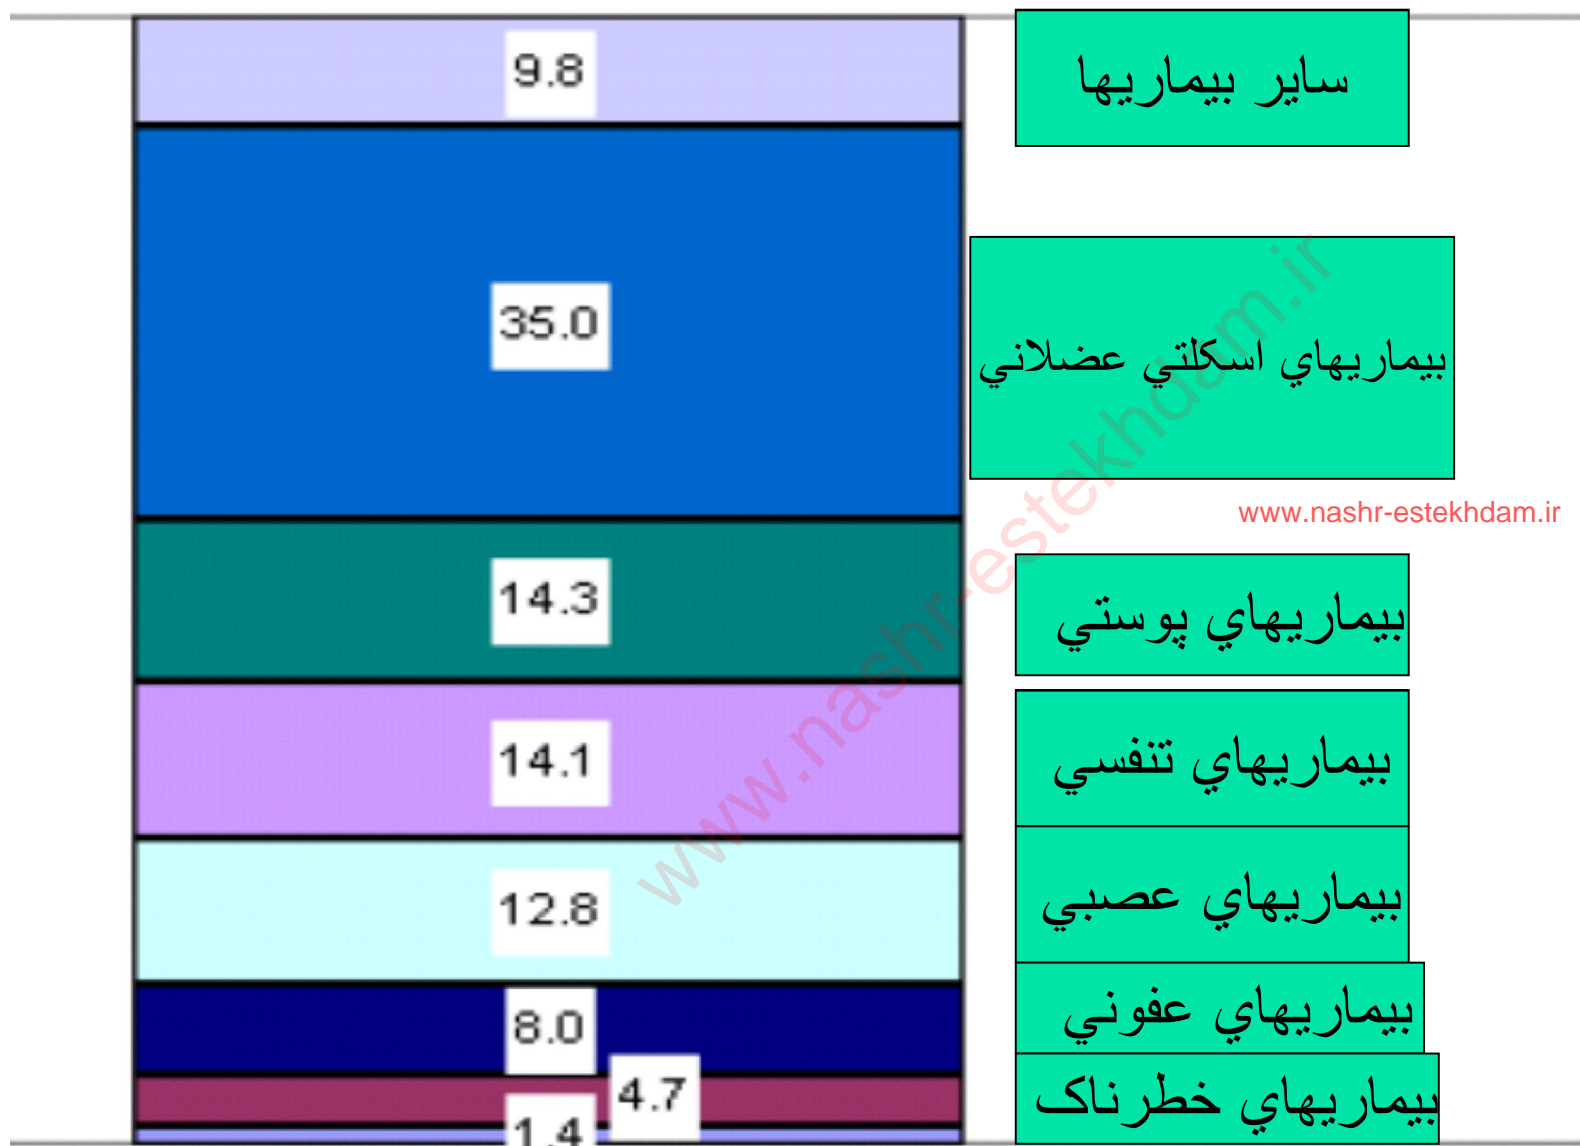 9.8
سایر بیماریها
35.0
بیماریهاي اسکلتي عضلاني
www.nashr-estekhdam.ir
14.3
بیماریهاي پوستي
14.1
بیماریهاي تنفسي
www.nashr-estekhdam.ir
12.8
بیماریهاي عصبي
8.0
بیماریهاي عفوني
4.7
بیماریهاي خطرناک
1.4